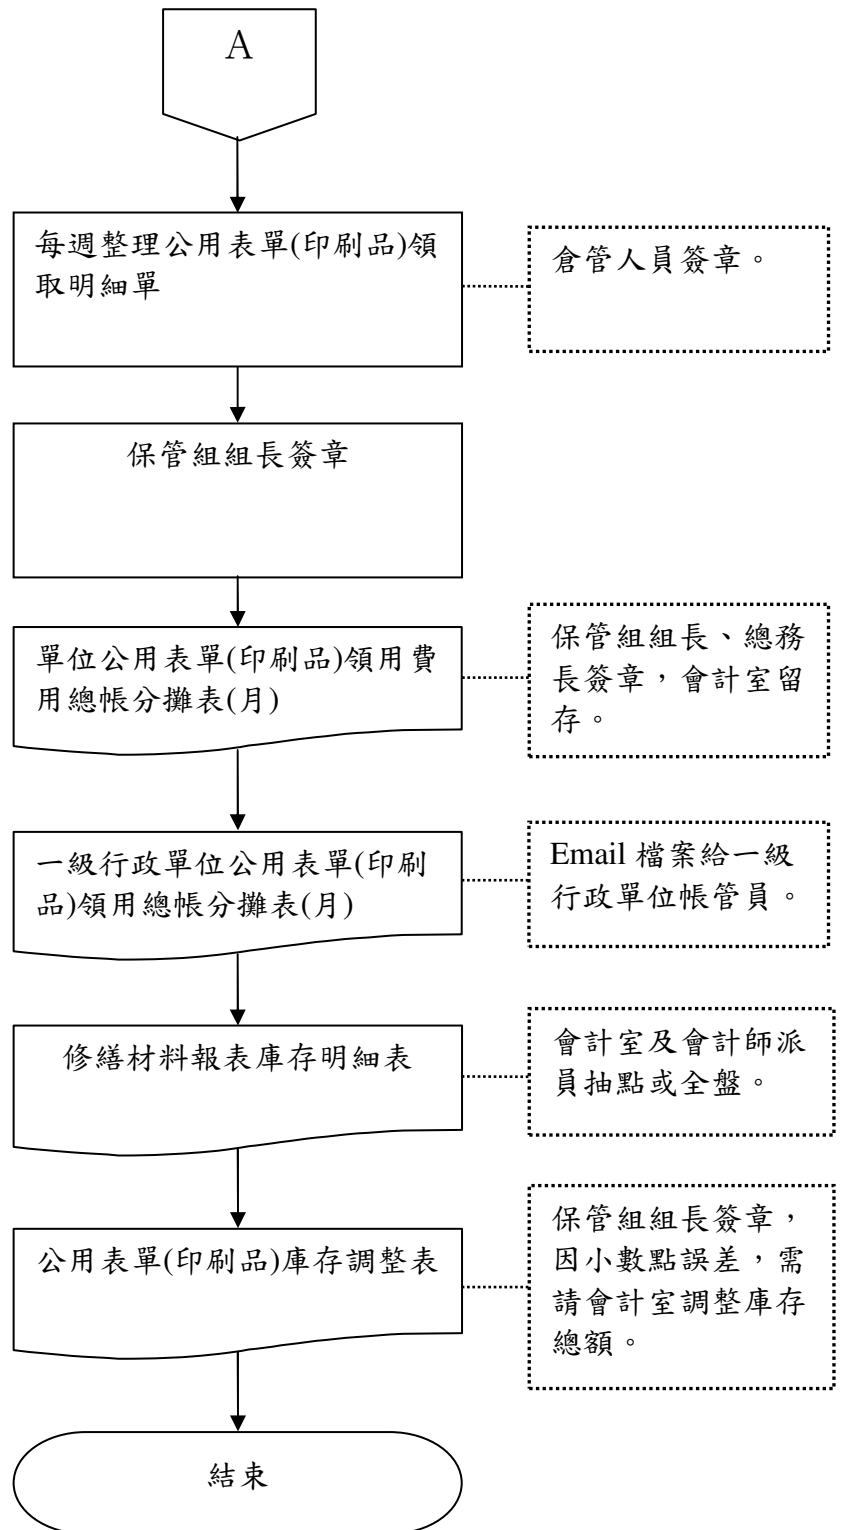 A
每週整理公用表單(印刷品)領
取明細單
倉管人員簽章。
保管組組長簽章
單位公用表單(印刷品)領用費
用總帳分攤表(月)
保管組組長、總務
長簽章，會計室留
存。
一級行政單位公用表單(印刷
品)領用總帳分攤表(月)
Email 檔案給一級
行政單位帳管員。
修繕材料報表庫存明細表
會計室及會計師派
員抽點或全盤。
公用表單(印刷品)庫存調整表
保管組組長簽章，
因小數點誤差，需
請會計室調整庫存
總額。
結束